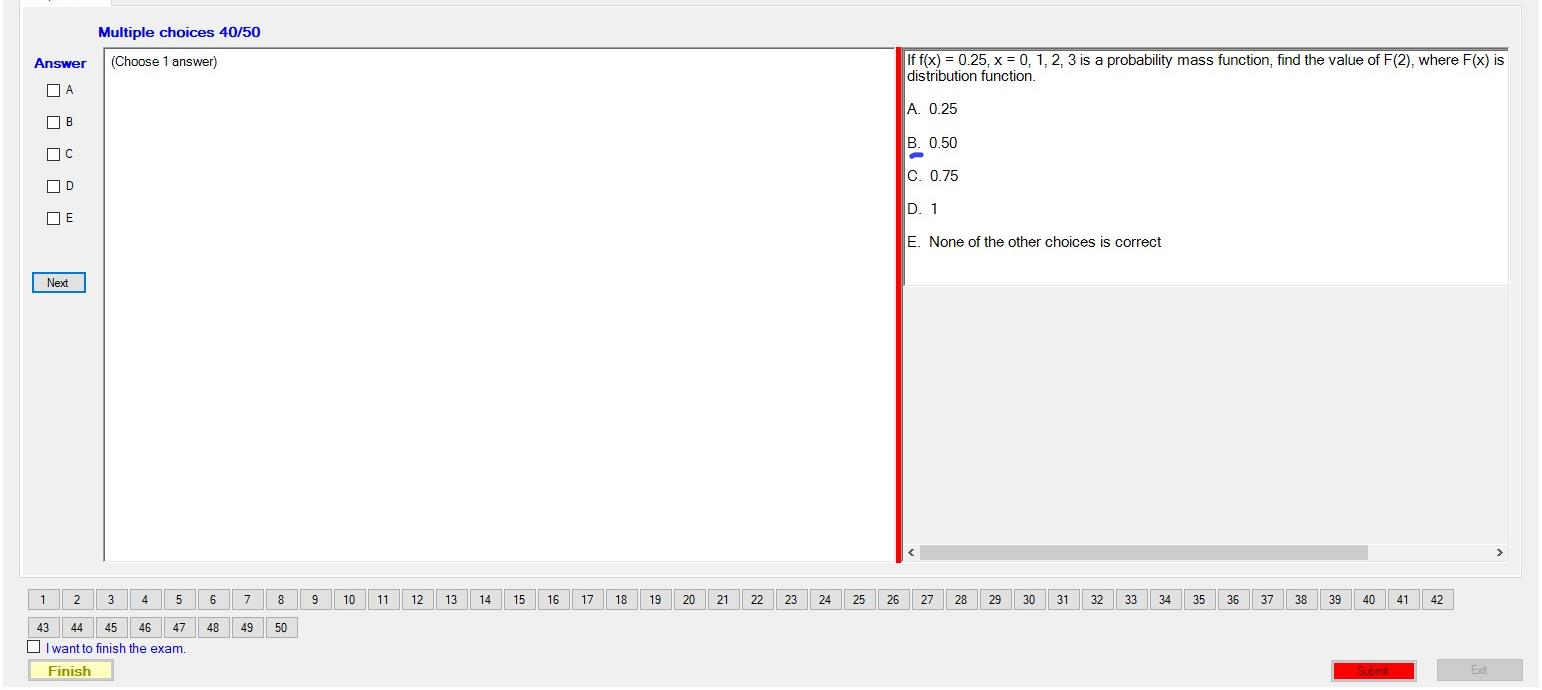 Multiple choices 40/50
Answer
A
B
C
D
E
Next
(Choose 1 answer)
If f(x) = 0.25, x = 0, 1, 2, 3 is a probability mass function, find the value of F(2), where F(x) is
distribution function.
A. 0.25
B. 0.50
C. 0.75
D. 1
E. None of the other choices is correct
1 2 3 4 5 6 7 8 9 10 11 12 13 14 15 16 17 18 19 20 21 22 23 24 25 26 27 28 29 30 31 32 33 34 35 36 37 38 39 40 41 42
43 44 45 46 47 48 49 50
I want to finish the exam.
Finish
Submit
Exit